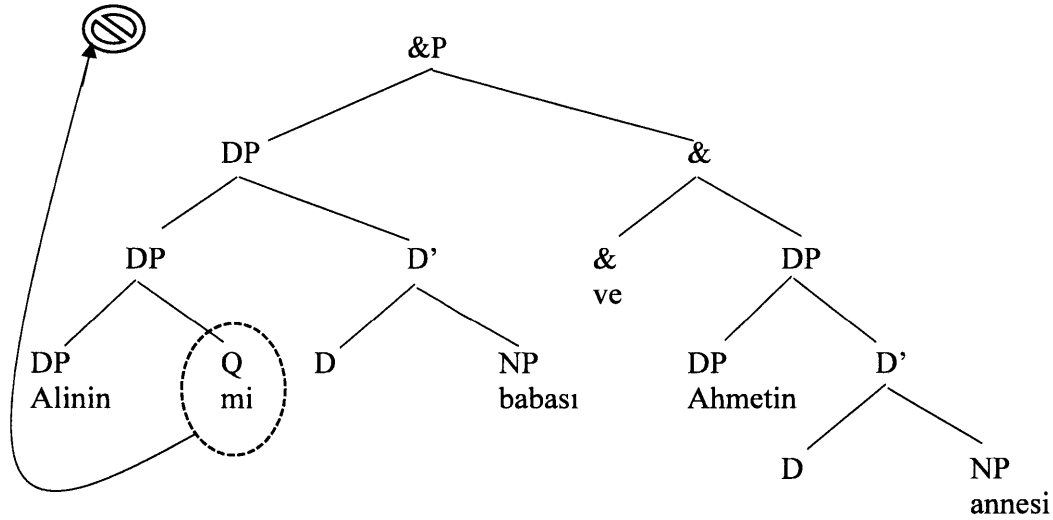 &P
DP &
DP D’ & DP
ve
DP Q D NP DP D’
Alinin mi babası Ahmetin
D NP
annesi